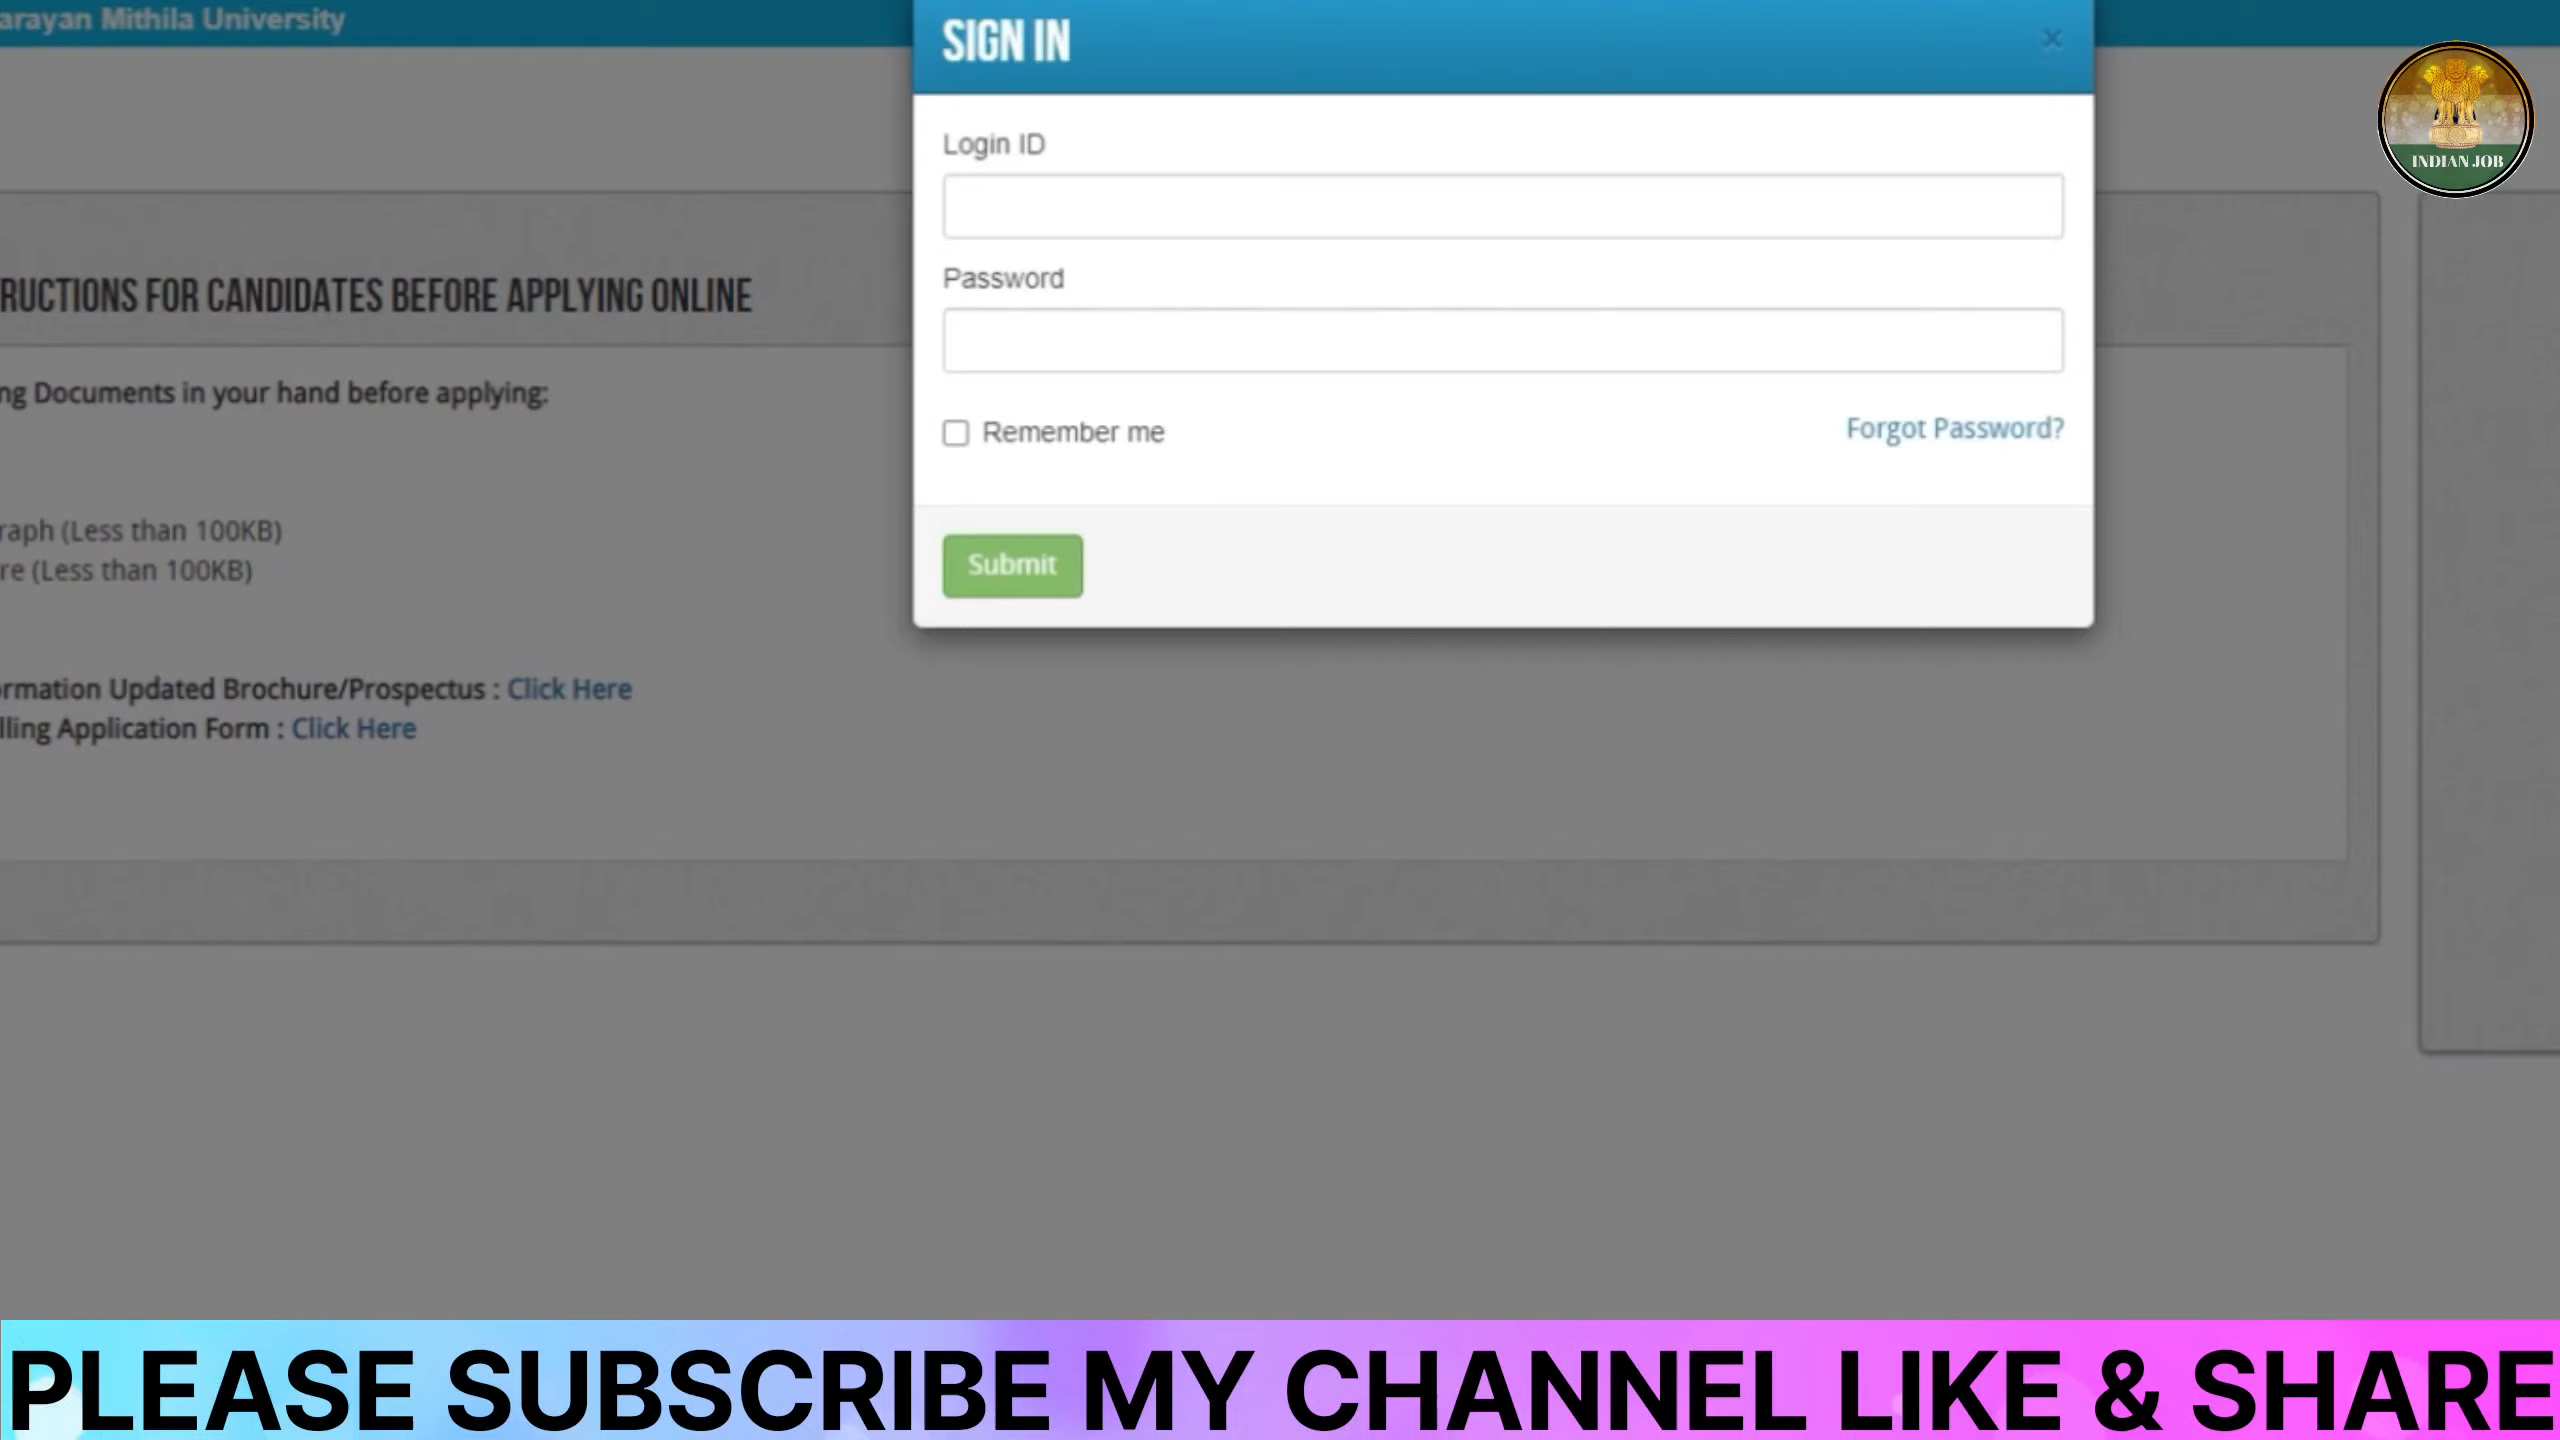 arayan Mithila University
SIGN IN
×
INDIAN JOB
Login ID
Password
RUCTIONS FOR CANDIDATES BEFORE APPLYING ONLINE
ng Documents in your hand before applying:
Remember me
Forgot Password?
raph (Less than 100KB)
re (Less than 100KB)
Submit
ormation Updated Brochure/Prospectus : Click Here
lling Application Form : Click Here
PLEASE SUBSCRIBE MY CHANNEL LIKE & SHARE